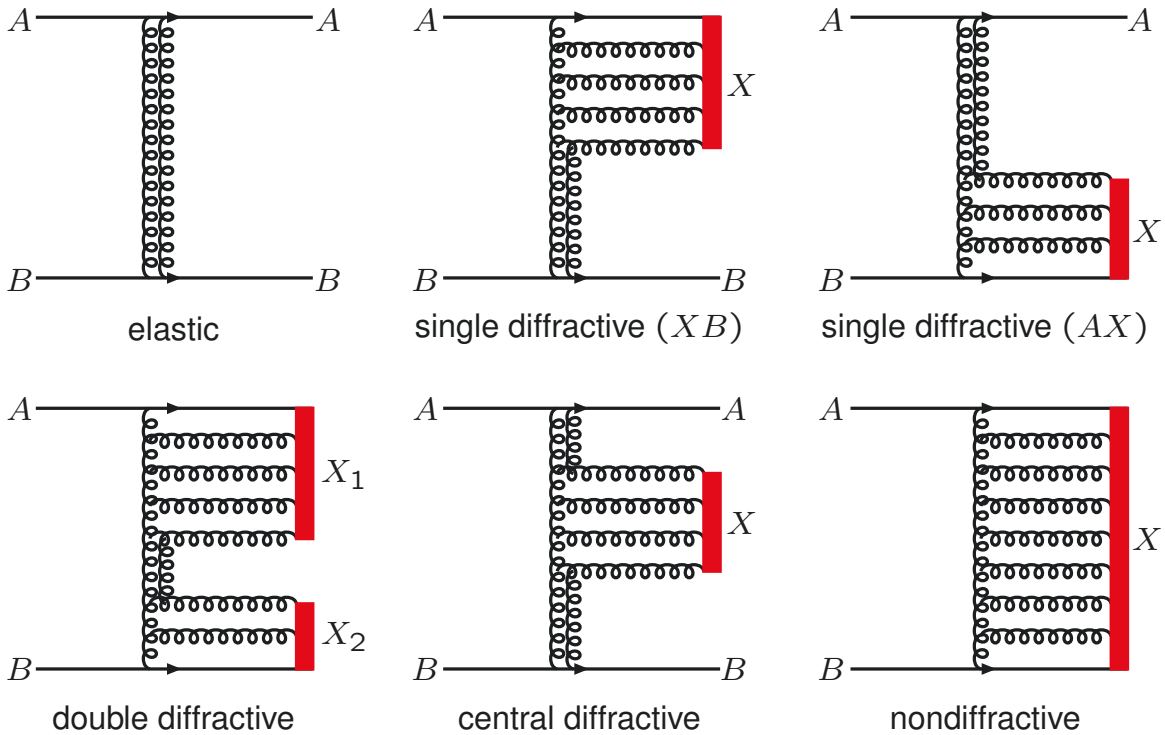 A A
B B
elastic
A
X
B B
single diffractive (XB)
A A
X
B
single diffractive (AX)
A
X₁
X₂
B
double diffractive
A A
X
B B
central diffractive
A
X
B
nondiffractive